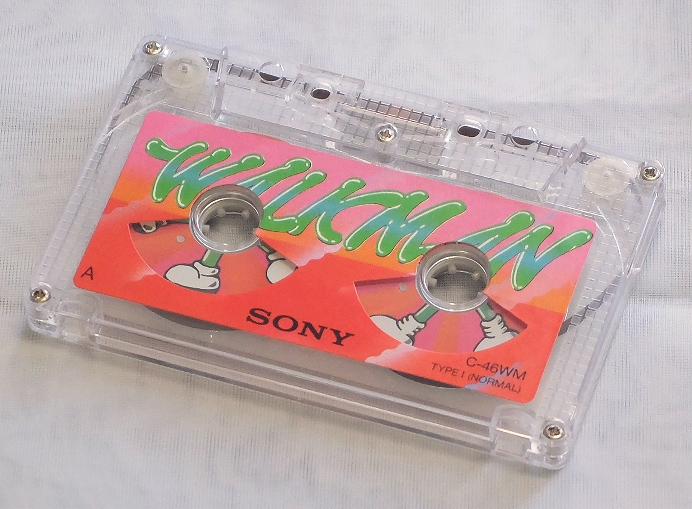 WALKMAN
A
SONY
C-46WM
TYPE I (NORMAL)